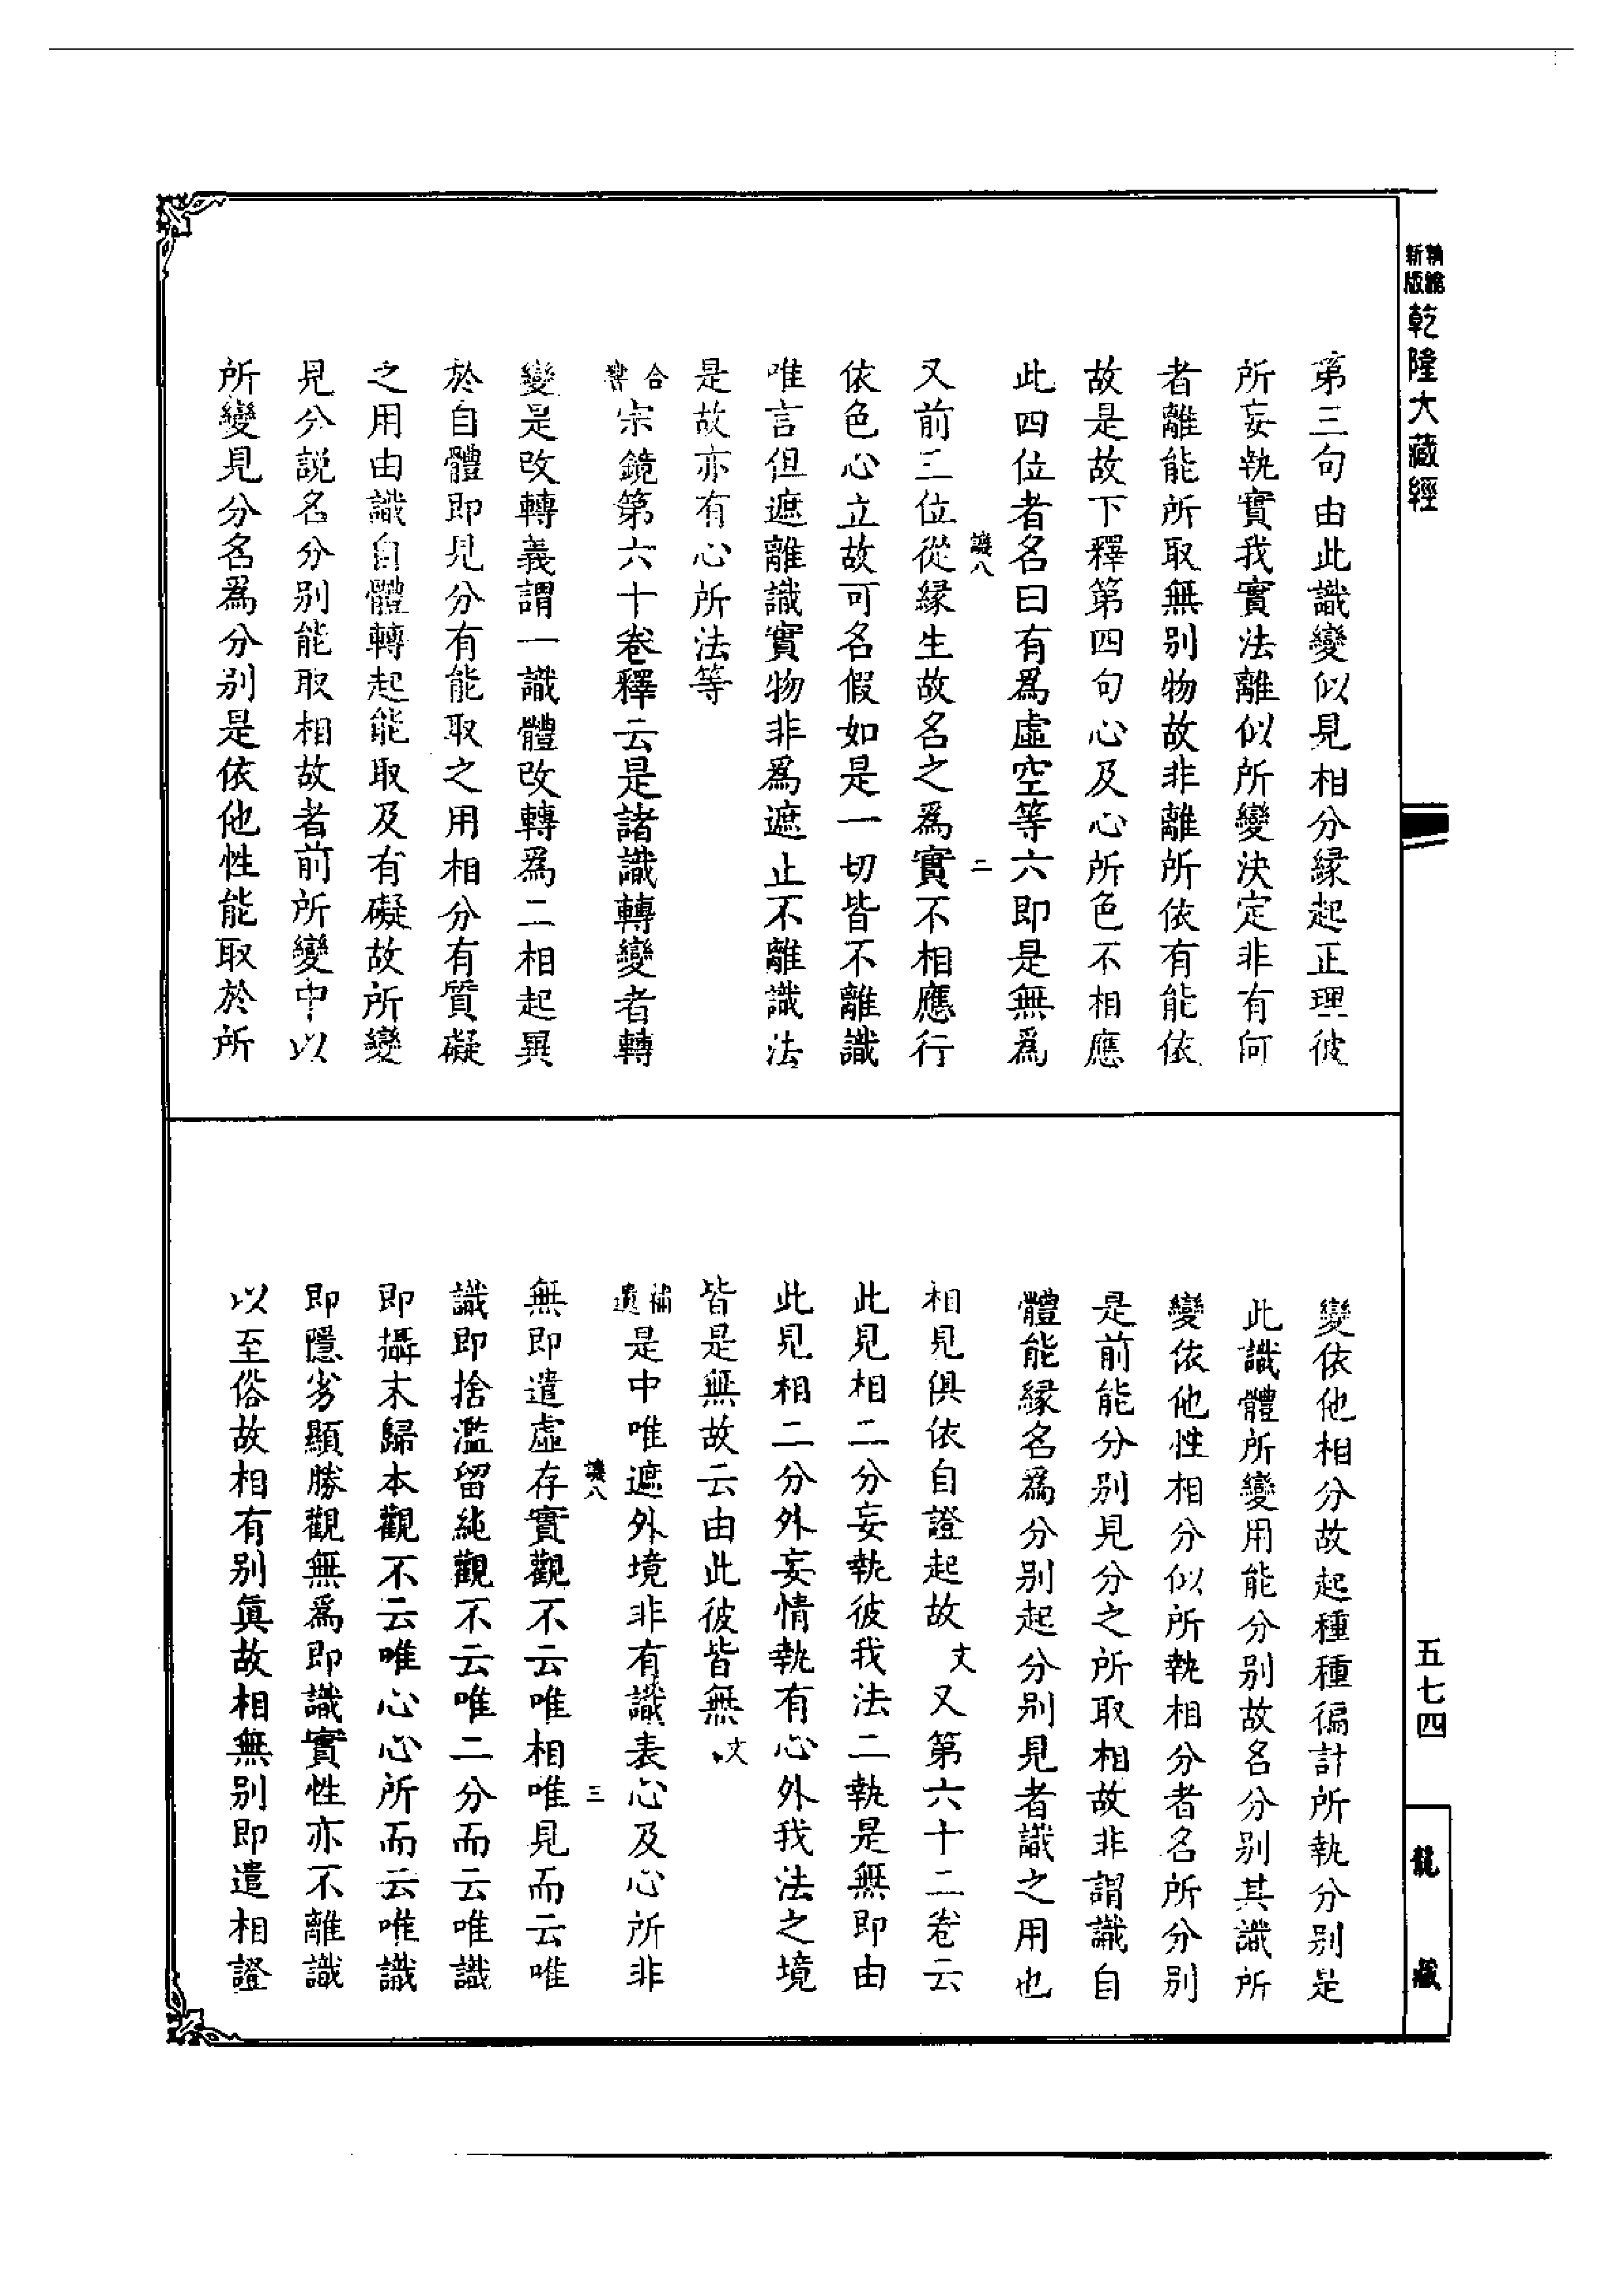 精縮新版乾隆大藏經
第三句由此識變似見相分緣起正理彼
所妄執實我實法離似所變決定非有何
者離能所取無別物故非離所依有能依
故是故下釋第四句心及心所色不相應
此四位者名曰有爲虛空等六即是無爲
譏八 二
又前三位從緣生故名之爲實不相應行
依色心立故可名假如是一切皆不離識
唯言但遮離識實物非爲遮止不離識法
是故亦有心所法等
合響宗鏡第六十卷釋云是諸識轉變者轉
變是改轉義謂一識體改轉爲二相起異
於自體即見分有能取之用相分有質礙
之用由識自體轉起能取及有礙故所變
見分說名分別能取相故者前所變中以
所變見分名爲分別是依他性能取於所
變依他相分故起種種徧計所執分別是
此識體所變用能分別故名分別其識所
變依他性相分似所執相分者名所分別
是前能分別見分之所取相故非謂識自
體能緣名爲分別起分別見者識之用也
相見俱依自證起故文又第六十二卷云
此見相二分妄執彼我法二執是無即由
此見相二分外妄情執有心外我法之境
皆是無故云由此彼皆無文
補遺是中唯遮外境非有識表心及心所非
譏八 三
無即遣虛存實觀不云唯相唯見而云唯
識即捨濫留純觀不云唯二分而云唯識
即攝末歸本觀不云唯心心所而云唯識
即隱劣顯勝觀無爲即識實性亦不離識
以至俗故相有別眞故相無別即遣相證
五七四
龍藏